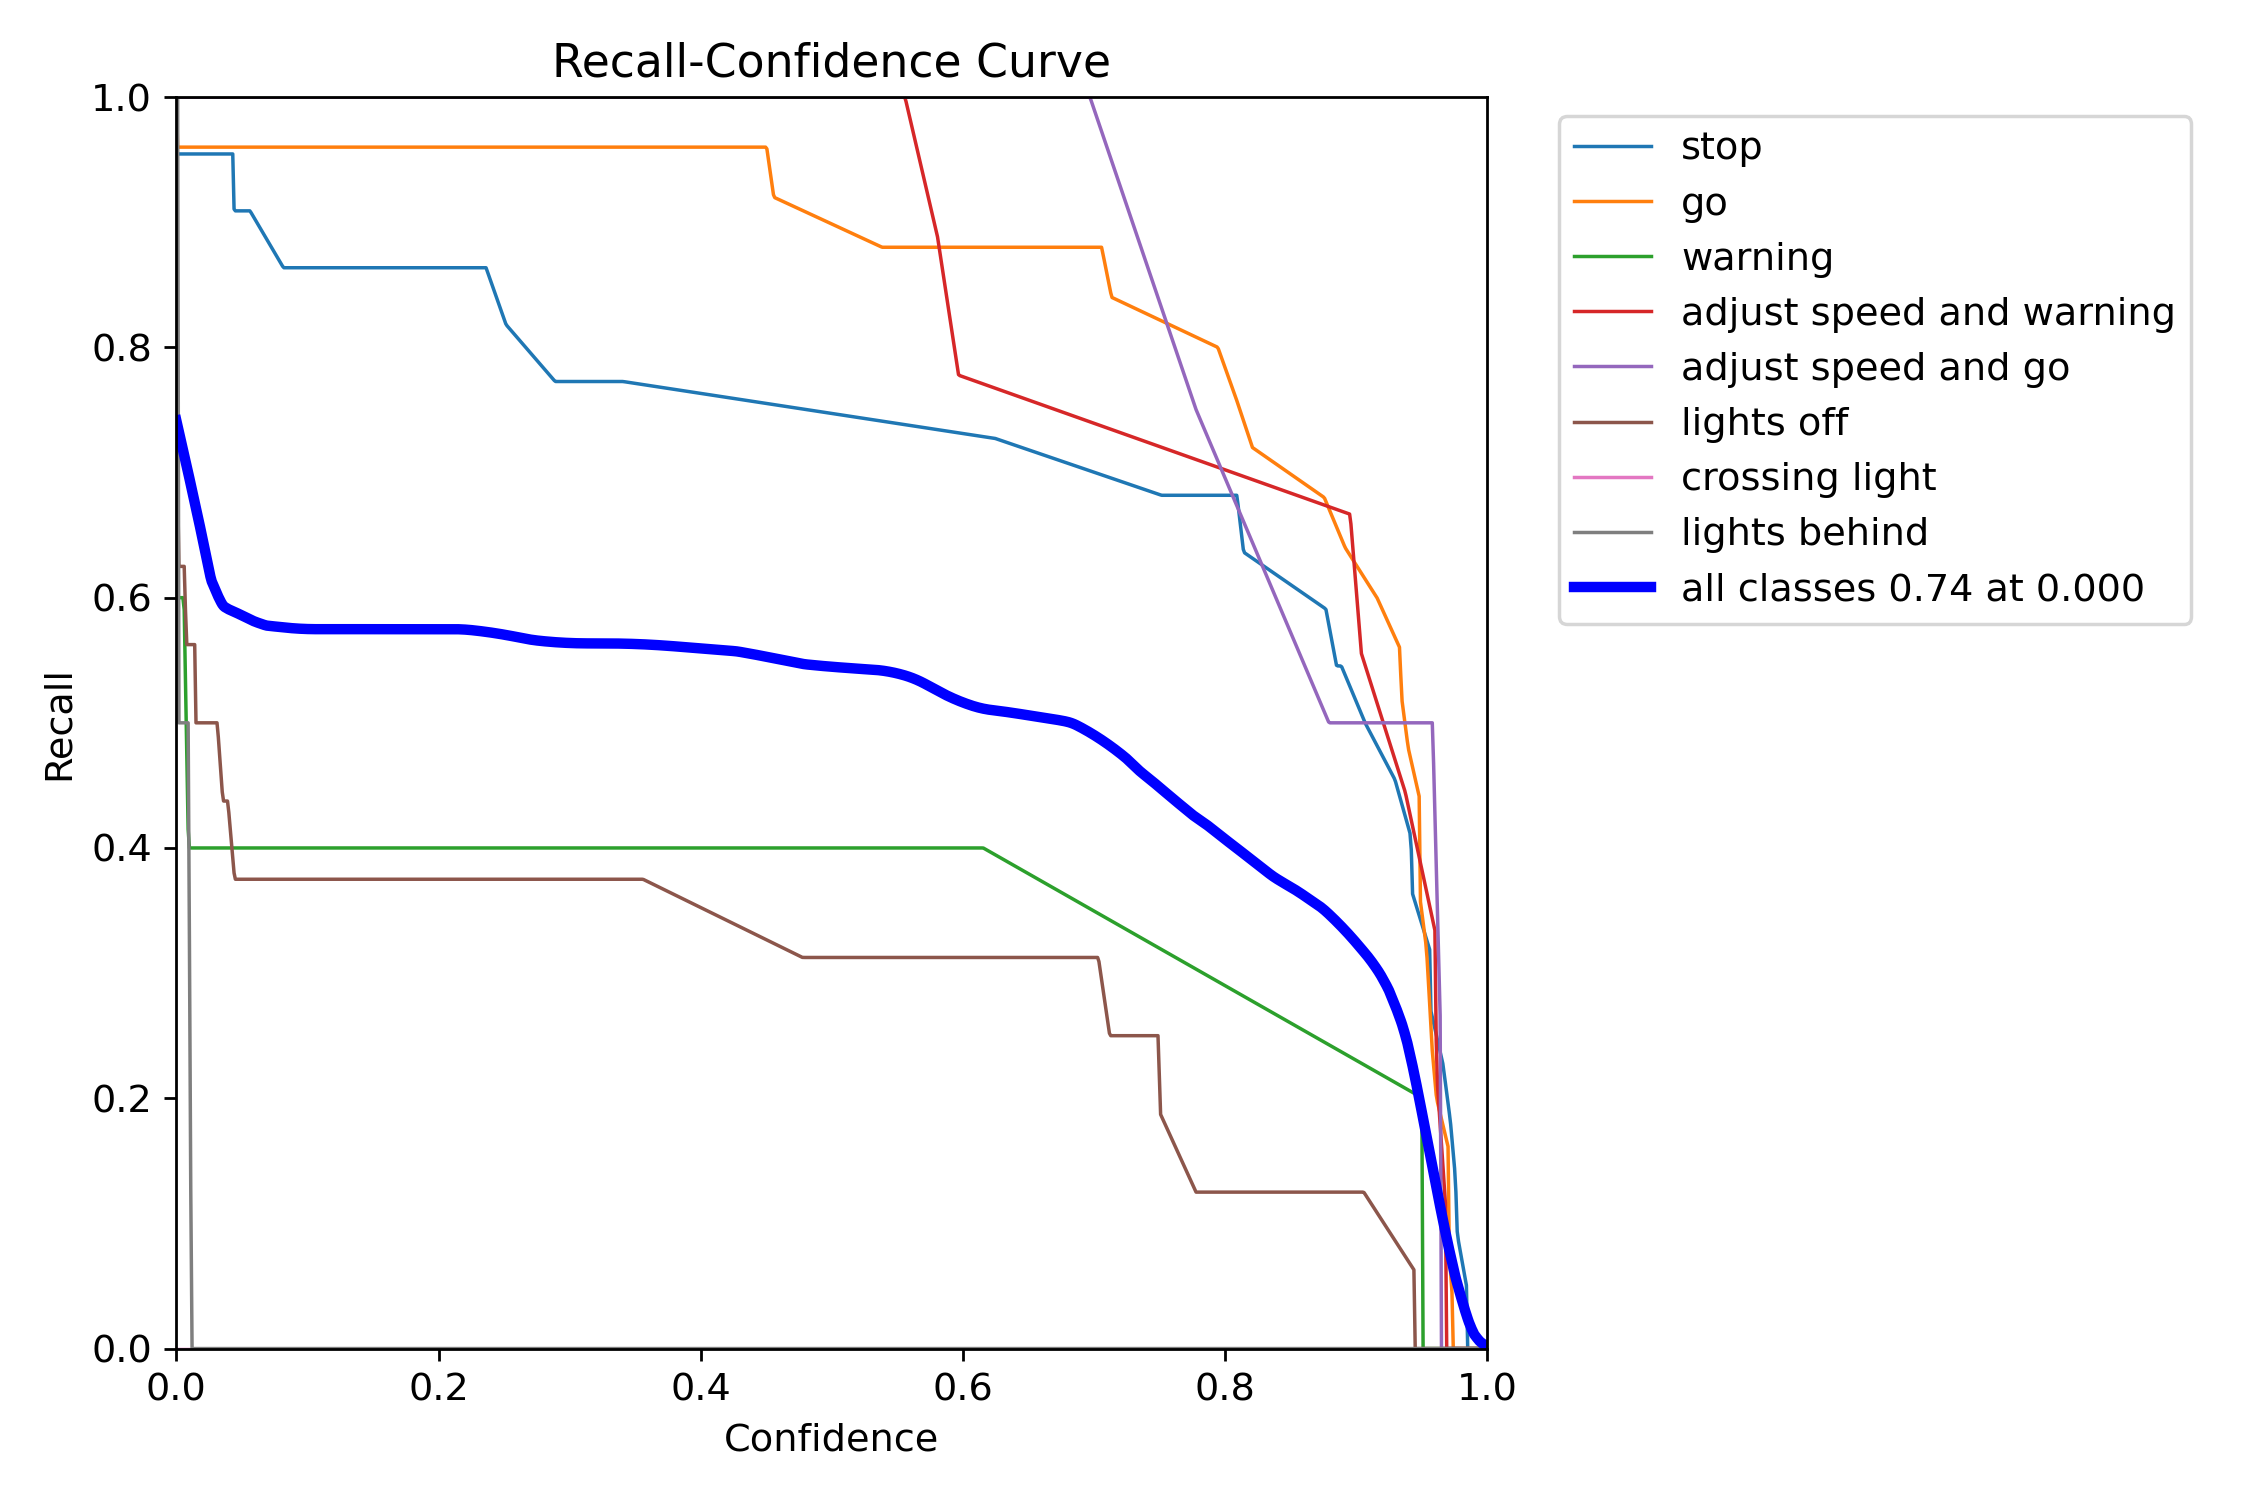 Recall-Confidence Curve
1.0
0.8
0.6
0.4
0.2
0.0
Recall
0.0 0.2 0.4 0.6 0.8 1.0
Confidence
stop
go
warning
adjust speed and warning
adjust speed and go
lights off
crossing light
lights behind
all classes 0.74 at 0.000